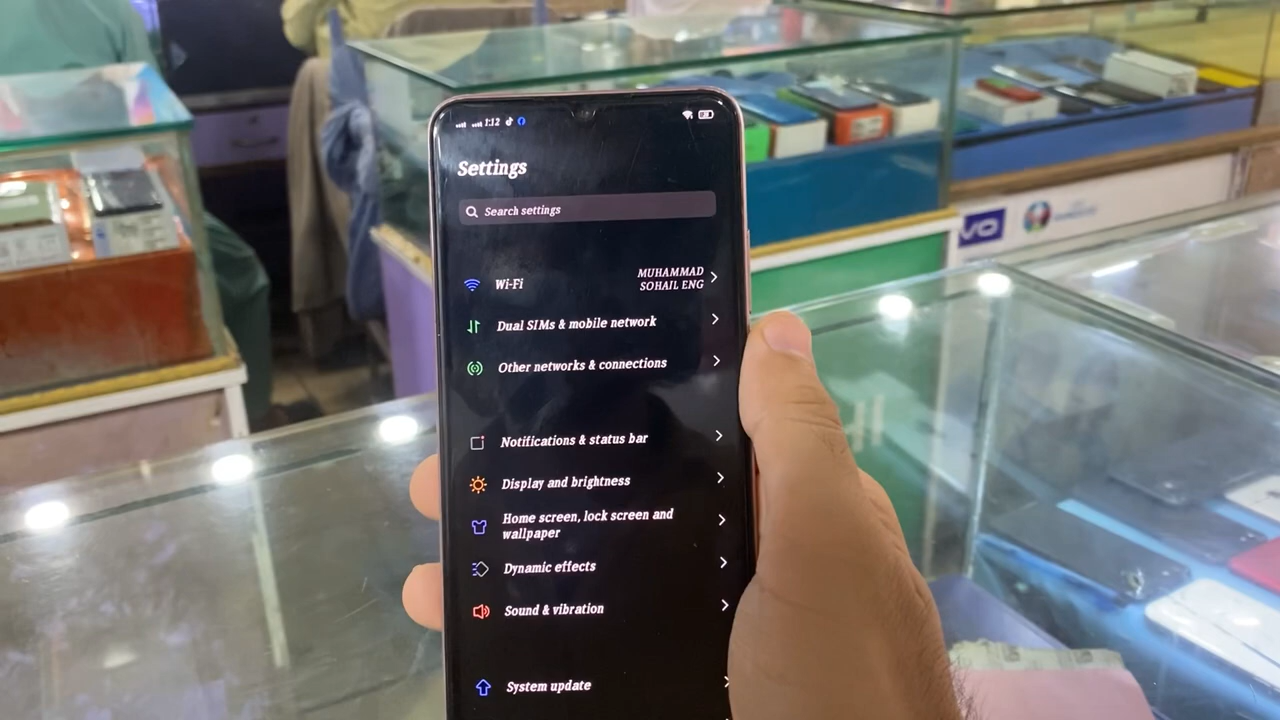 1:12
Settings
Search settings
Wi-Fi
MUHAMMAD
SOHAIL ENG
Dual SIMs & mobile network
Other networks & connections
Notifications & status bar
Display and brightness
Home screen, lock screen and
wallpaper
Dynamic effects
Sound & vibration
System update
VO